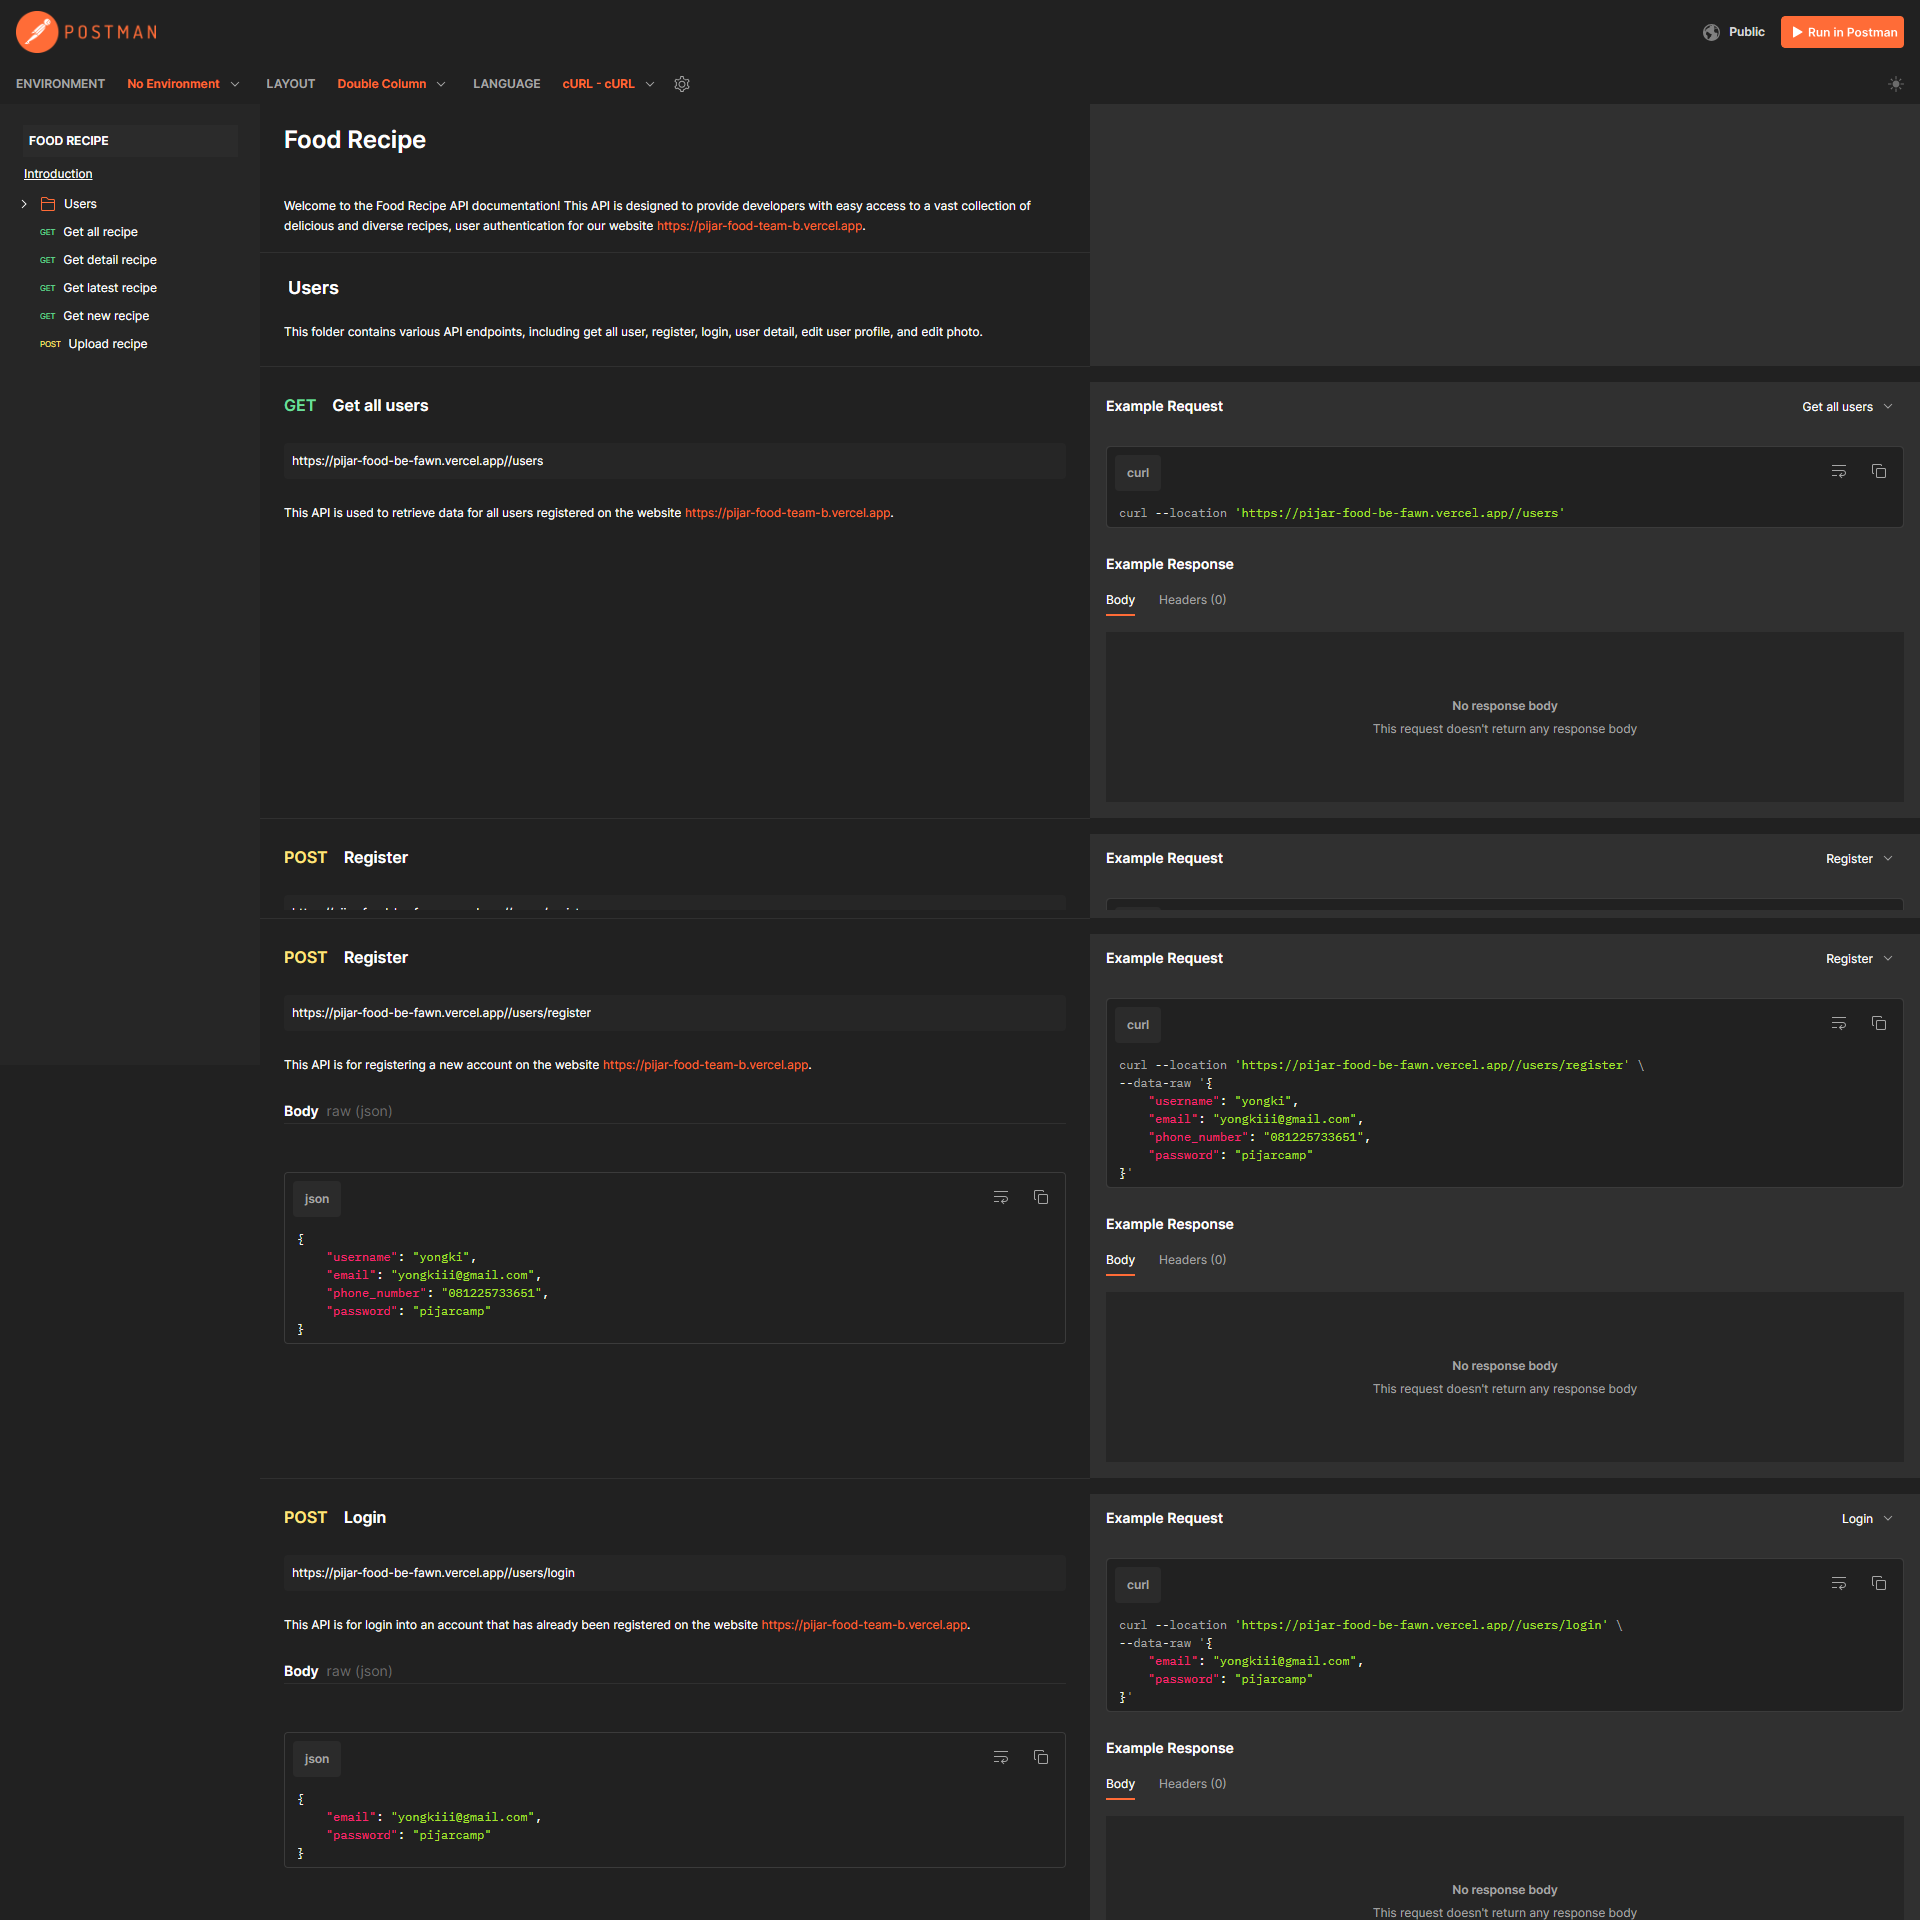 POSTMAN
Public
Run in Postman
ENVIRONMENT No Environment LAYOUT Double Column LANGUAGE cURL - cURL
FOOD RECIPE
Introduction
Users
GET Get all recipe
GET Get detail recipe
GET Get latest recipe
GET Get new recipe
POST Upload recipe
Food Recipe
Welcome to the Food Recipe API documentation! This API is designed to provide developers with easy access to a vast collection of
delicious and diverse recipes, user authentication for our website https://pijar-food-team-b.vercel.app.
Users
This folder contains various API endpoints, including get all user, register, login, user detail, edit user profile, and edit photo.
GET Get all users
https://pijar-food-be-fawn.vercel.app//users
This API is used to retrieve data for all users registered on the website https://pijar-food-team-b.vercel.app.
Example Request
Get all users
curl
curl --location 'https://pijar-food-be-fawn.vercel.app//users'
Example Response
Body Headers (0)
No response body
This request doesn't return any response body
POST Register
Example Request
Register
POST Register
https://pijar-food-be-fawn.vercel.app//users/register
This API is for registering a new account on the website https://pijar-food-team-b.vercel.app.
Body raw (json)
json
{
    "username": "yongki",
    "email": "yongkiii@gmail.com",
    "phone_number": "081225733651",
    "password": "pijarcamp"
}
Example Request
Register
curl
curl --location 'https://pijar-food-be-fawn.vercel.app//users/register' \
--data-raw '{
    "username": "yongki",
    "email": "yongkiii@gmail.com",
    "phone_number": "081225733651",
    "password": "pijarcamp"
}'
Example Response
Body Headers (0)
No response body
This request doesn't return any response body
POST Login
https://pijar-food-be-fawn.vercel.app//users/login
This API is for login into an account that has already been registered on the website https://pijar-food-team-b.vercel.app.
Body raw (json)
json
{
    "email": "yongkiii@gmail.com",
    "password": "pijarcamp"
}
Example Request
Login
curl
curl --location 'https://pijar-food-be-fawn.vercel.app//users/login' \
--data-raw '{
    "email": "yongkiii@gmail.com",
    "password": "pijarcamp"
}'
Example Response
Body Headers (0)
No response body
This request doesn't return any response body